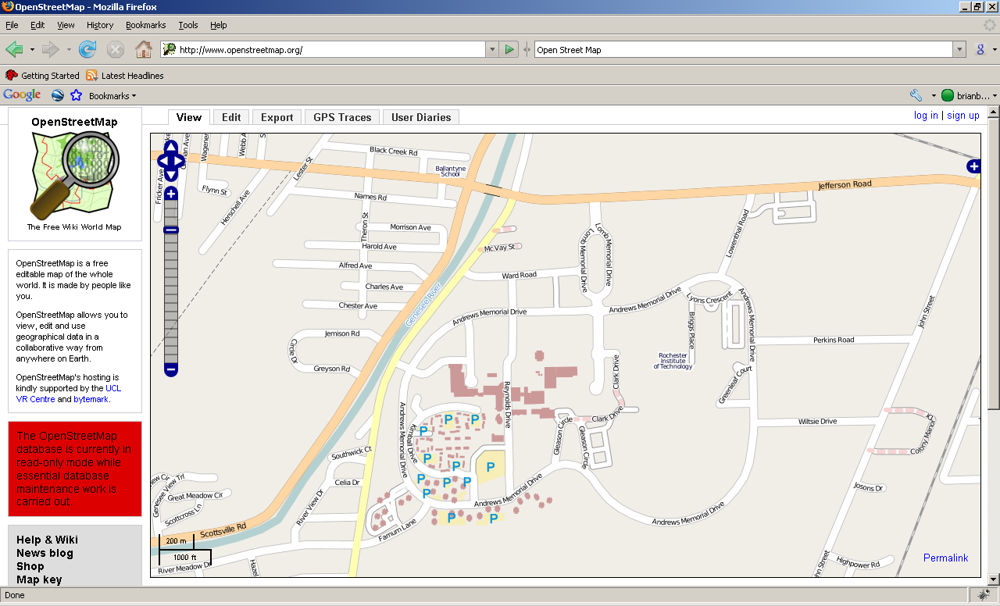 OpenStreetMap - Mozilla Firefox
File Edit View History Bookmarks Tools Help
http://www.openstreetmap.org/
Open Street Map
Getting Started Latest Headlines
Google Bookmarks brianb...
OpenStreetMap
The Free Wiki World Map
OpenStreetMap is a free
editable map of the whole
world. It is made by people like
you.
OpenStreetMap allows you to
view, edit and use
geographical data in a
collaborative way from
anywhere on Earth.
OpenStreetMap's hosting is
kindly supported by the UCL
VR Centre and bytemark.
The OpenStreetMap
database is currently in
read-only mode while
essential database
maintenance work is
carried out.
Help & Wiki
News blog
Shop
Map key
View Edit Export GPS Traces User Diaries
log in | sign up
Fricker Ave
Wagener
Webb A
Lester St
Black Creek Rd
Ballantyne
School
Flynn St
Herschell Ave
Names Rd
Jefferson Road
Theron St
Morrison Ave
Harold Ave
Alfred Ave
Charles Ave
Chester Ave
Mc Vay St
Lomb Memorial Drive
Lomb Memorial Drive
Lowenthal Road
Ward Road
Genesee River
Andrews Memorial Drive
Andrews Memorial Drive
Lyons Crescent
Andrews Memorial Drive
Briggs Place
John Street
Jemison Rd
Circle Dr
Greyson Rd
Perkins Road
Rochester
Institute
of Technology
Clark Drive
Greenleaf Court
Reynolds Drive
Andrews Memorial Drive
Kimball Drive
Clark Drive
Gleason Circle
Gleason Circle
Wiltsie Drive
Colony Manor
P
P
P
P
P
P
P
P
P
P
P
P
Southwick Ct
Celia Dr
River View Dr
Andrews Memorial Drive
Andrews Memorial Drive
Josons Dr
View Cir
Genesee View Trl
Great Meadow Cir
Scotcross Ln
Scottsville Rd
Farnum Lane
River Meadow Dr
Hazel
hn Street
Highpower Rd
200 m
1000 ft
Permalink
Done